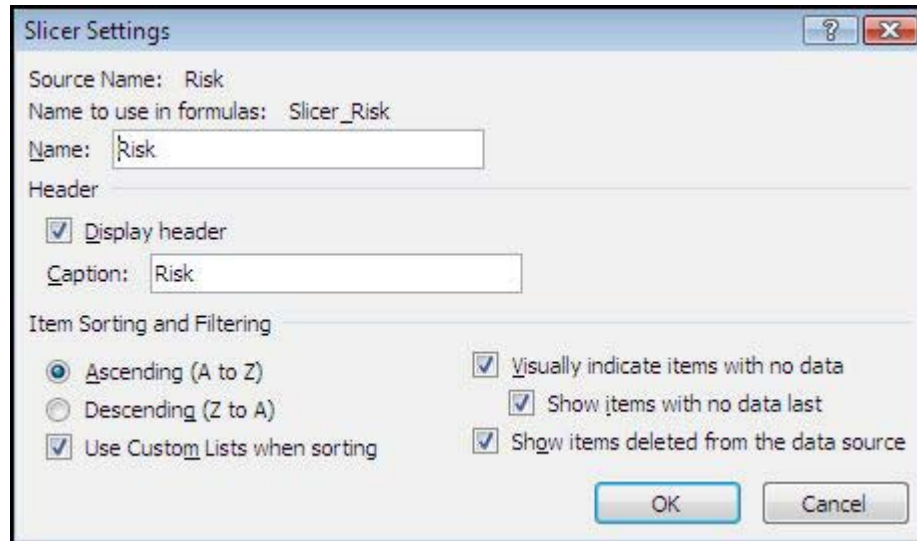 Slicer Settings
Source Name: Risk
Name to use in formulas: Slicer_Risk
Name: Risk
Header
Display header
Caption: Risk
Item Sorting and Filtering
Ascending (A to Z)
Descending (Z to A)
Use Custom Lists when sorting
Visually indicate items with no data
Show items with no data last
Show items deleted from the data source
OK Cancel